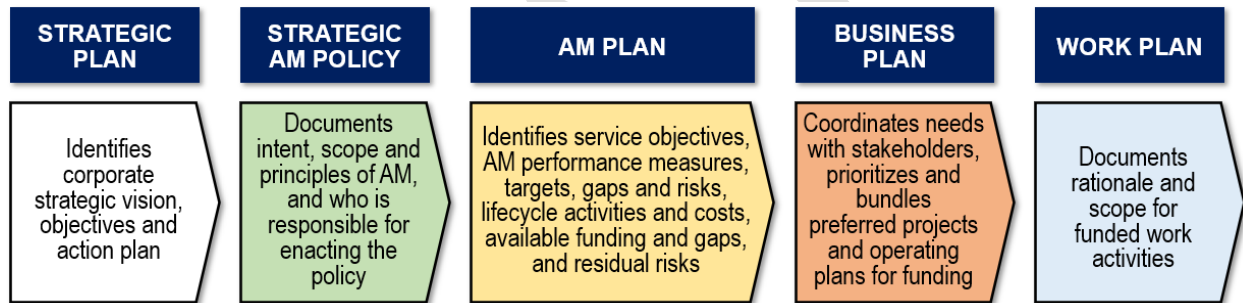 STRATEGIC
PLAN
STRATEGIC
AM POLICY
AM PLAN
BUSINESS
PLAN
WORK PLAN
Identifies
corporate
strategic vision,
objectives and
action plan
Documents
intent, scope and
principles of AM,
and who is
responsible for
enacting the
policy
Identifies service objectives,
AM performance measures,
targets, gaps and risks,
lifecycle activities and costs,
available funding and gaps,
and residual risks
Coordinates needs
with stakeholders,
prioritizes and
bundles
preferred projects
and operating
plans for funding
Documents
rationale and
scope for
funded work
activities